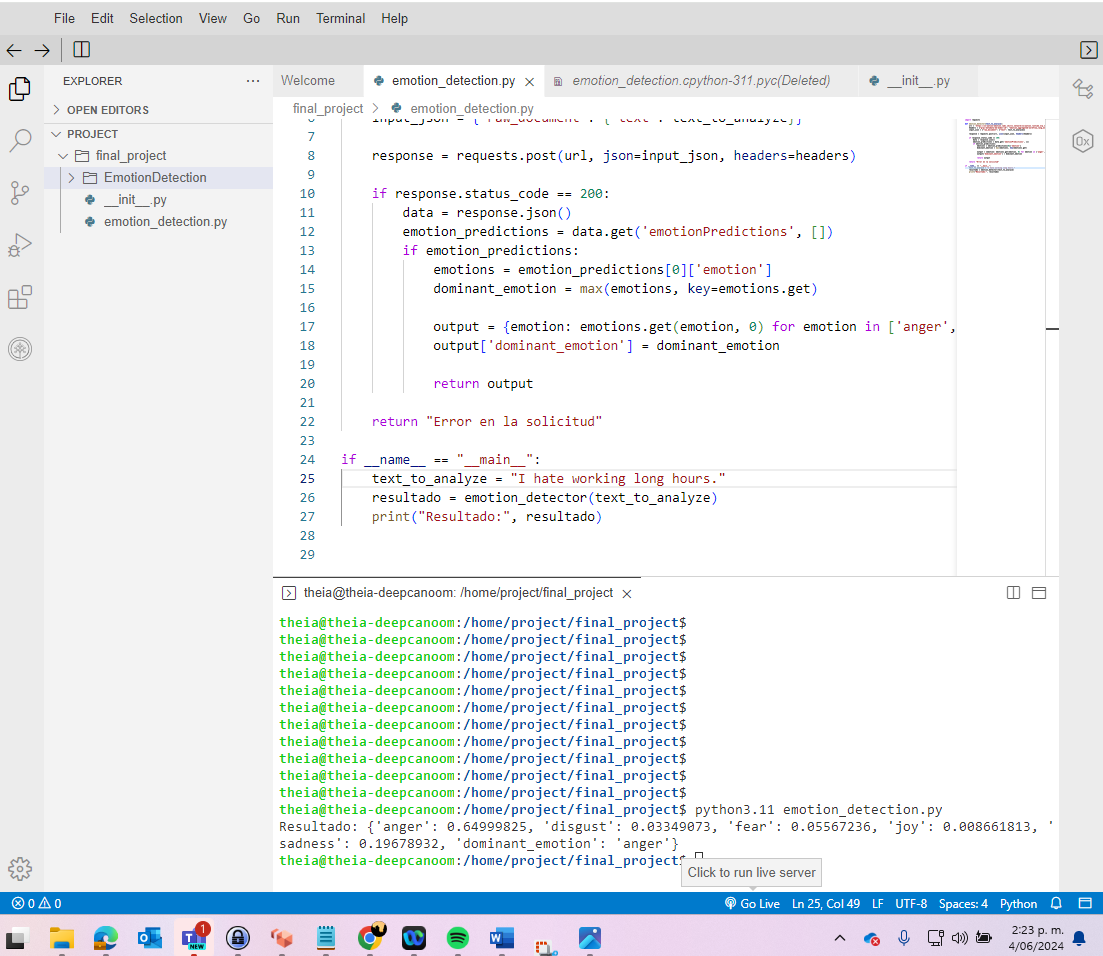 File Edit Selection View Go Run Terminal Help
EXPLORER
OPEN EDITORS
PROJECT
final_project
EmotionDetection
__init__.py
emotion_detection.py
Welcome emotion_detection.py emotion_detection.cpython-311.pyc(Deleted) __init__.py
final_project > emotion_detection.py
6 input_json = { "raw_document": { "text": text_to_analyze}}
7
8 response = requests.post(url, json=input_json, headers=headers)
9
10 if response.status_code == 200:
11 data = response.json()
12 emotion_predictions = data.get('emotionPredictions', [])
13 if emotion_predictions:
14 emotions = emotion_predictions[0]['emotion']
15 dominant_emotion = max(emotions, key=emotions.get)
16
17 output = {emotion: emotions.get(emotion, 0) for emotion in ['anger',
18 output['dominant_emotion'] = dominant_emotion
19
20 return output
21
22 return "Error en la solicitud"
23
24 if __name__ == "__main__":
25 text_to_analyze = "I hate working long hours."
26 resultado = emotion_detector(text_to_analyze)
27 print("Resultado:", resultado)
28
29
theia@theia-deepcanoom: /home/project/final_project
theia@theia-deepcanoom:/home/project/final_project$
theia@theia-deepcanoom:/home/project/final_project$
theia@theia-deepcanoom:/home/project/final_project$
theia@theia-deepcanoom:/home/project/final_project$
theia@theia-deepcanoom:/home/project/final_project$
theia@theia-deepcanoom:/home/project/final_project$
theia@theia-deepcanoom:/home/project/final_project$
theia@theia-deepcanoom:/home/project/final_project$
theia@theia-deepcanoom:/home/project/final_project$
theia@theia-deepcanoom:/home/project/final_project$
theia@theia-deepcanoom:/home/project/final_project$
theia@theia-deepcanoom:/home/project/final_project$ python3.11 emotion_detection.py
Resultado: {'anger': 0.64999825, 'disgust': 0.03349073, 'fear': 0.05567236, 'joy': 0.008661813, '
sadness': 0.19678932, 'dominant_emotion': 'anger'}
theia@theia-deepcanoom:/home/project/final_project$
Click to run live server
0 0 Go Live Ln 25, Col 49 LF UTF-8 Spaces: 4 Python
1
NEW
2:23 p. m.
4/06/2024